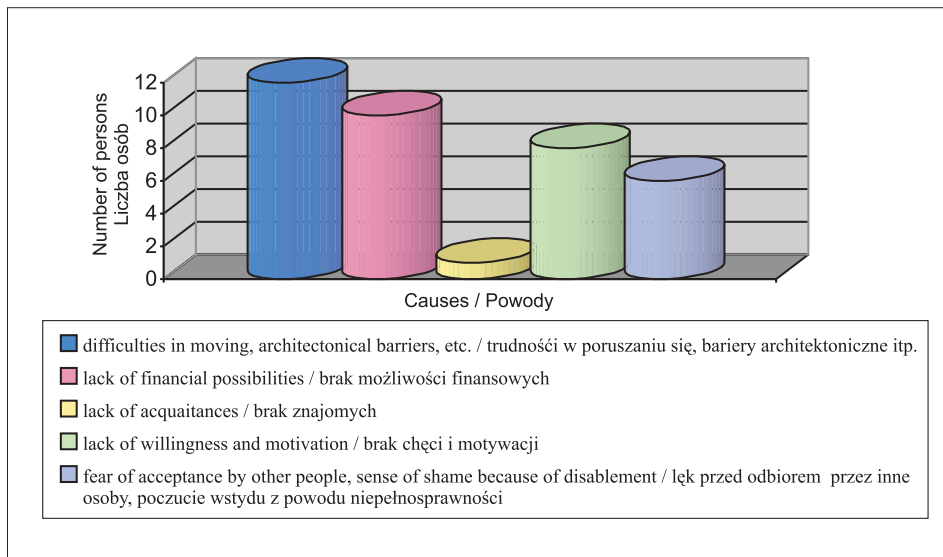 12
10
8
6
4
2
0
Number of persons
Liczba osób
Causes / Powody
difficulties in moving, architectonical barriers, etc. / trudnośći w poruszaniu się, bariery architektoniczne itp.
lack of financial possibilities / brak możliwości finansowych
lack of acquaitances / brak znajomych
lack of willingness and motivation / brak chęci i motywacji
fear of acceptance by other people, sense of shame because of disablement / lęk przed odbiorem przez inne
osoby, poczucie wstydu z powodu niepełnosprawności